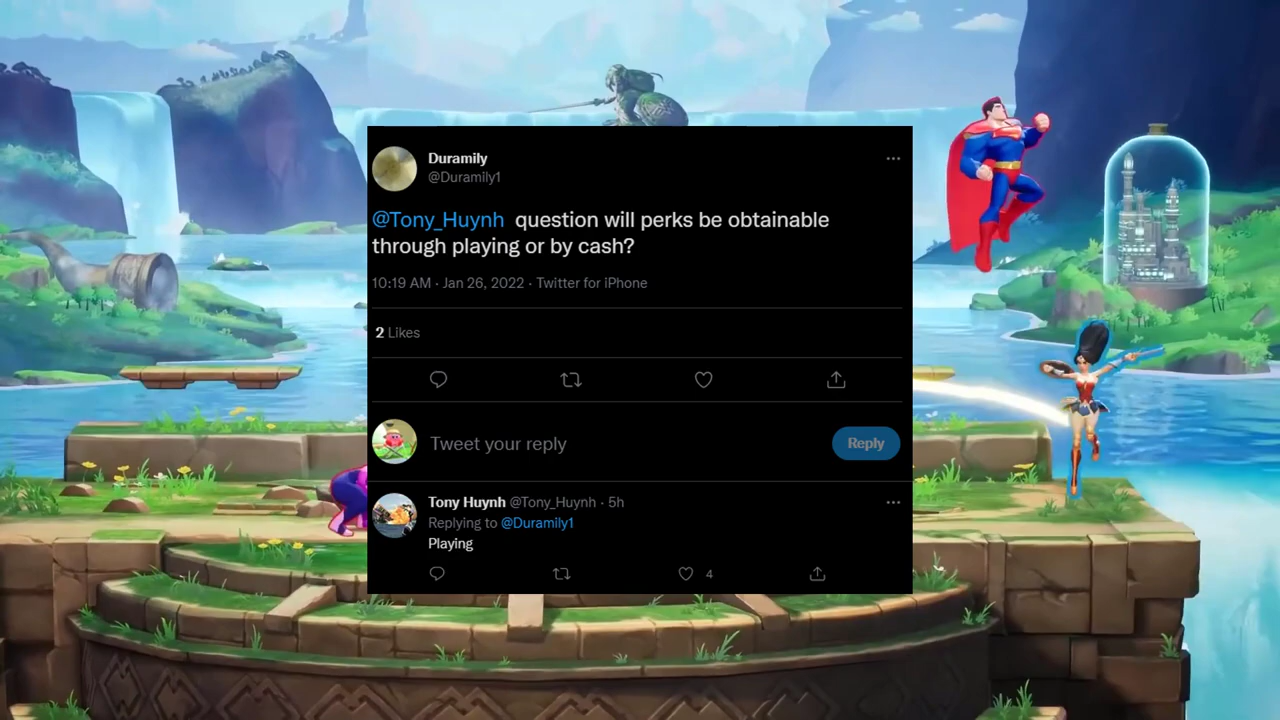 Duramily
@Duramily1
@Tony_Huynh question will perks be obtainable
through playing or by cash?
10:19 AM · Jan 26, 2022 · Twitter for iPhone
2 Likes
Tweet your reply
Reply
Tony Huynh @Tony_Huynh · 5h
Replying to @Duramily1
Playing
4